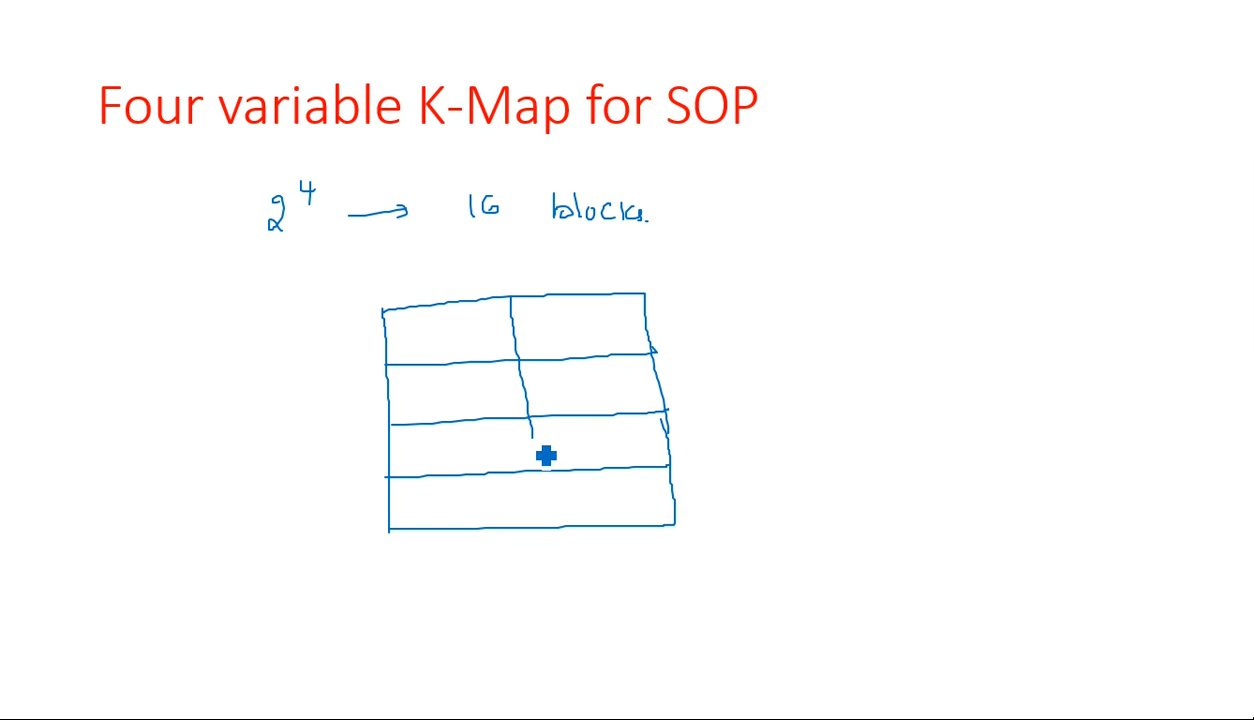 Four variable K-Map for SOP
2^4 → 16 blocks.